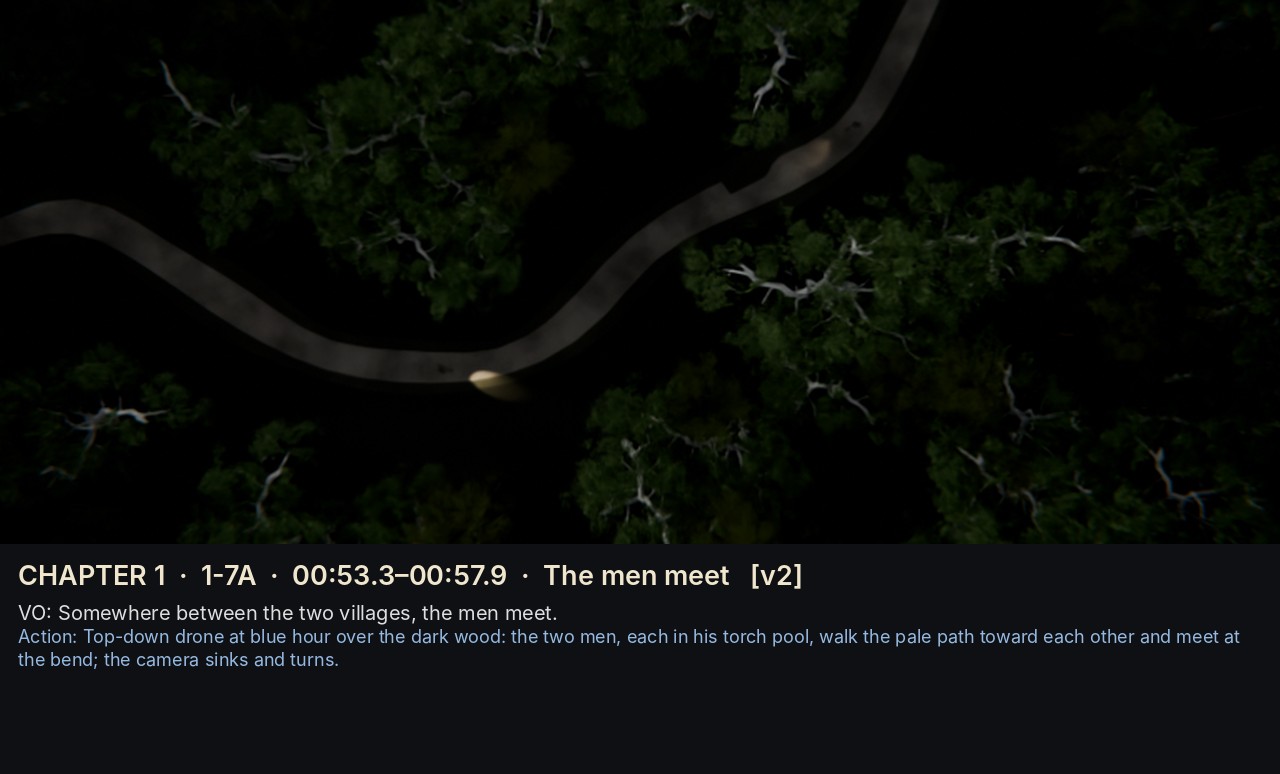 CHAPTER 1 · 1-7A · 00:53.3–00:57.9 · The men meet [v2]
VO: Somewhere between the two villages, the men meet.
Action: Top-down drone at blue hour over the dark wood: the two men, each in his torch pool, walk the pale path toward each other and meet at
the bend; the camera sinks and turns.